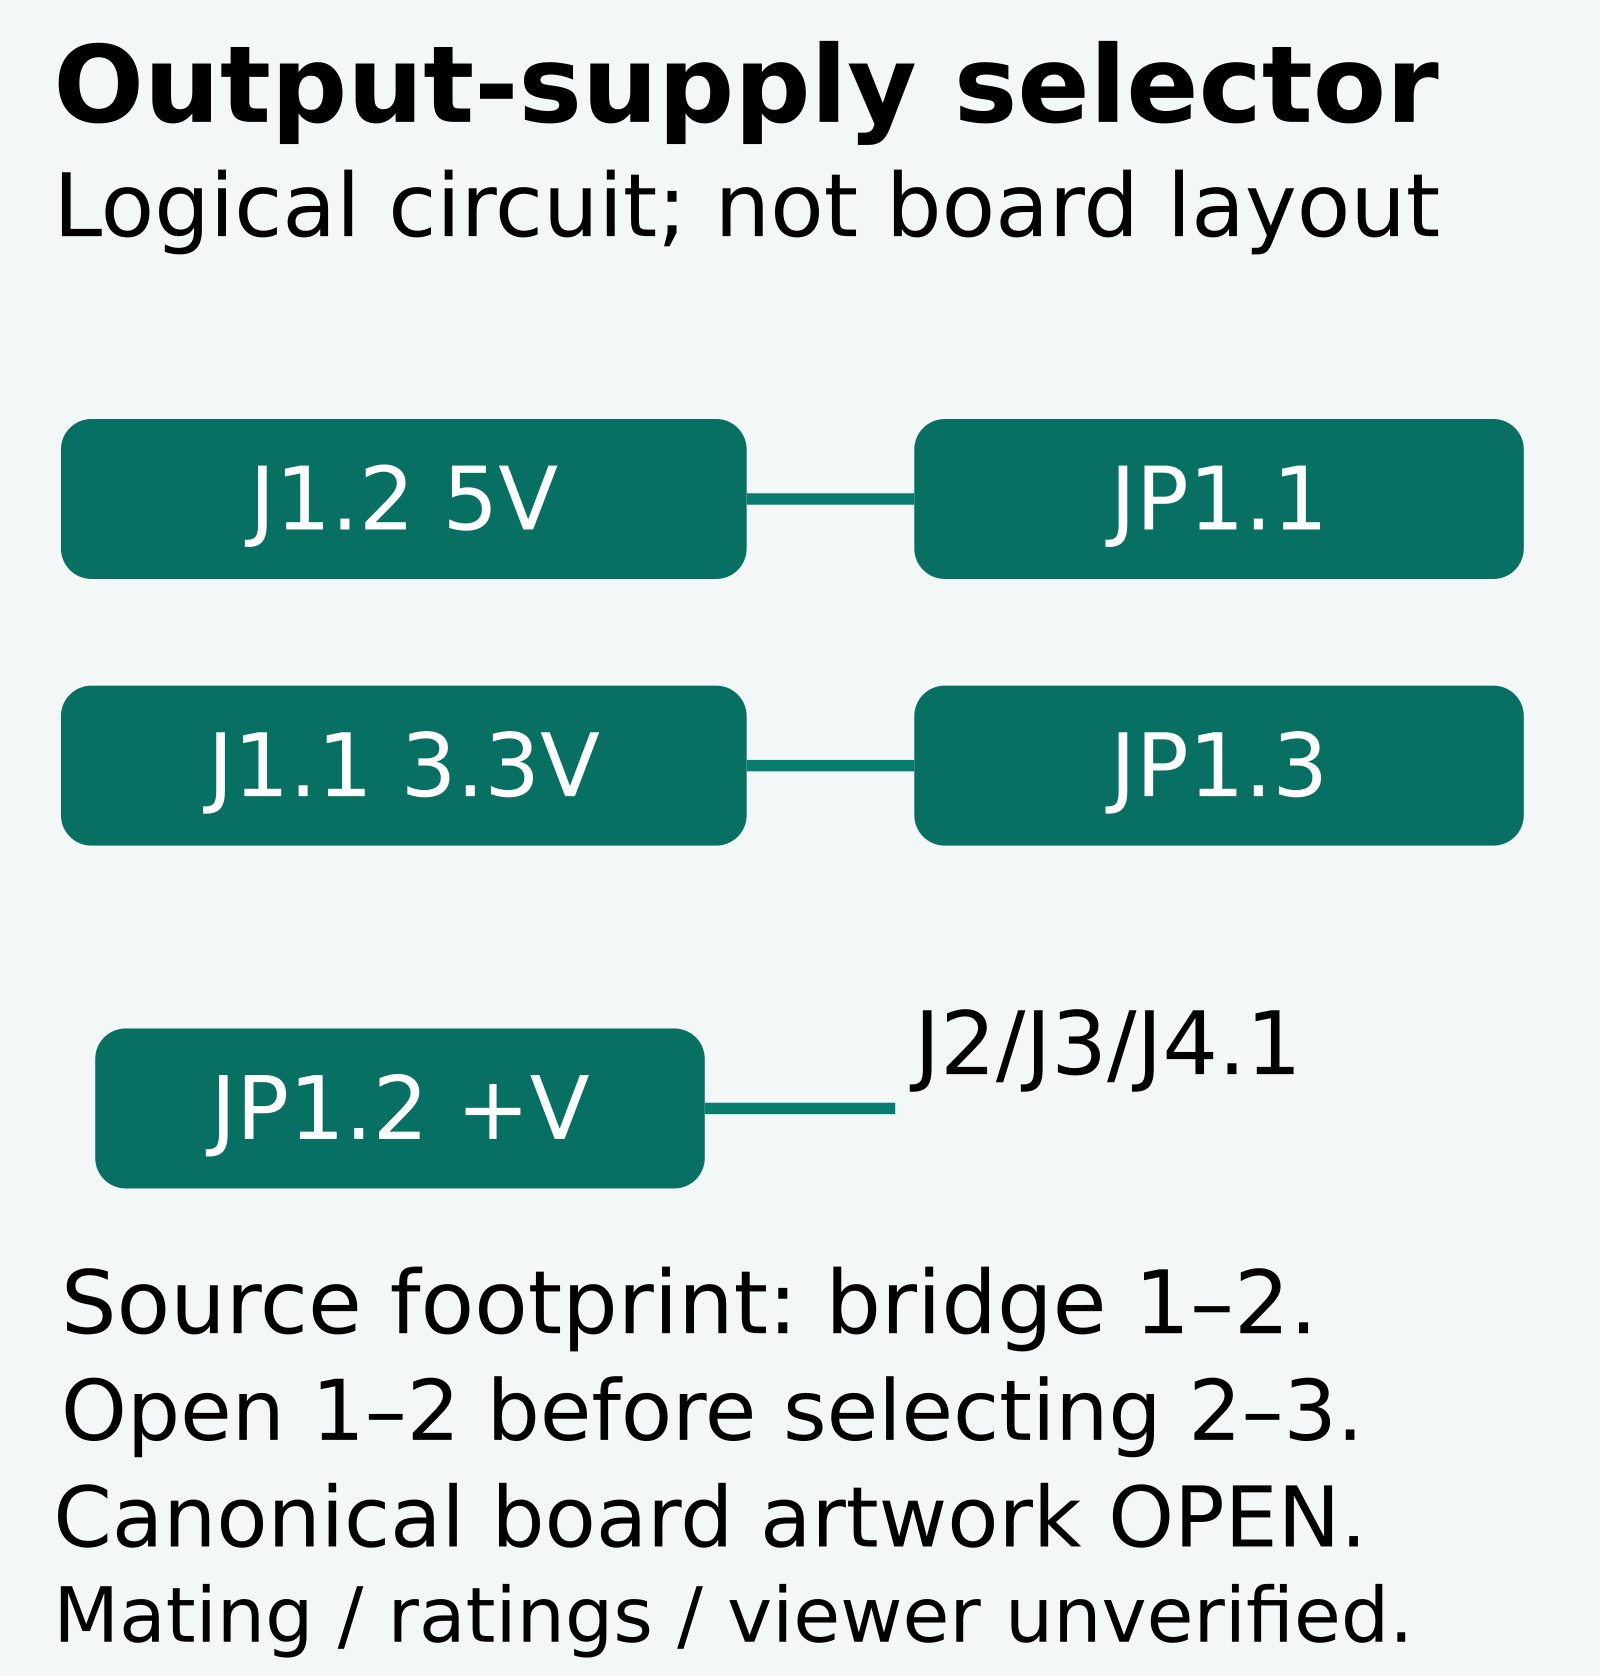 Output-supply selector
Logical circuit; not board layout
J1.2 5V
JP1.1
J1.1 3.3V
JP1.3
J2/J3/J4.1
JP1.2 +V
Source footprint: bridge 1–2.
Open 1–2 before selecting 2–3.
Canonical board artwork OPEN.
Mating / ratings / viewer unverified.